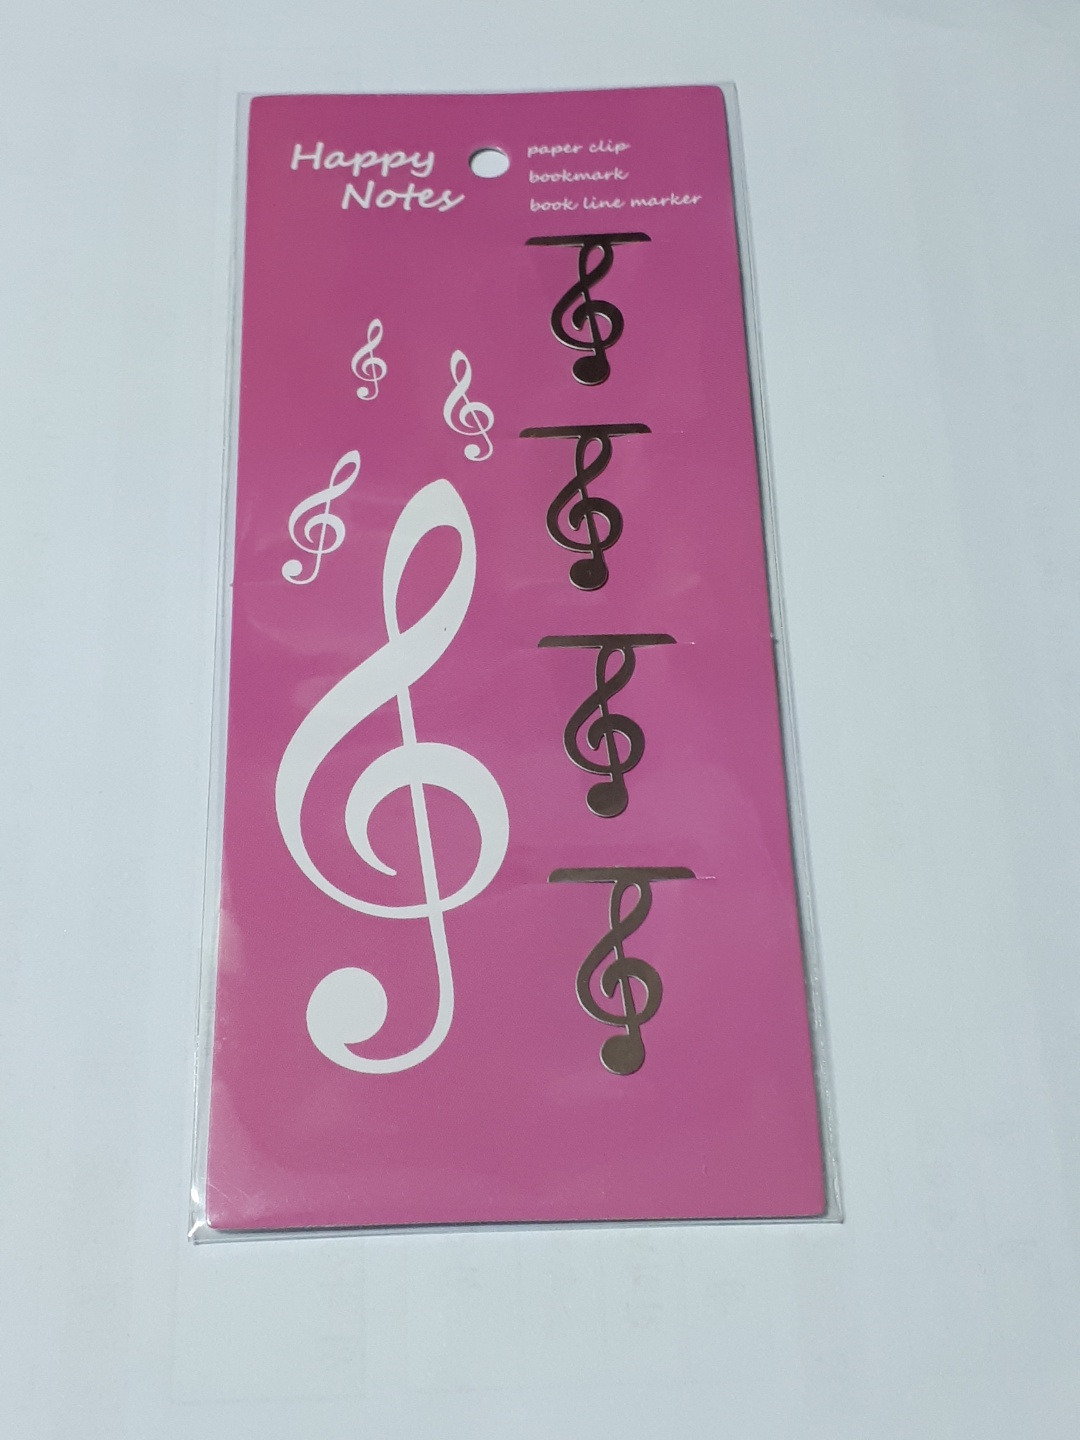 Happy
Notes
paper clip
bookmark
book line marker